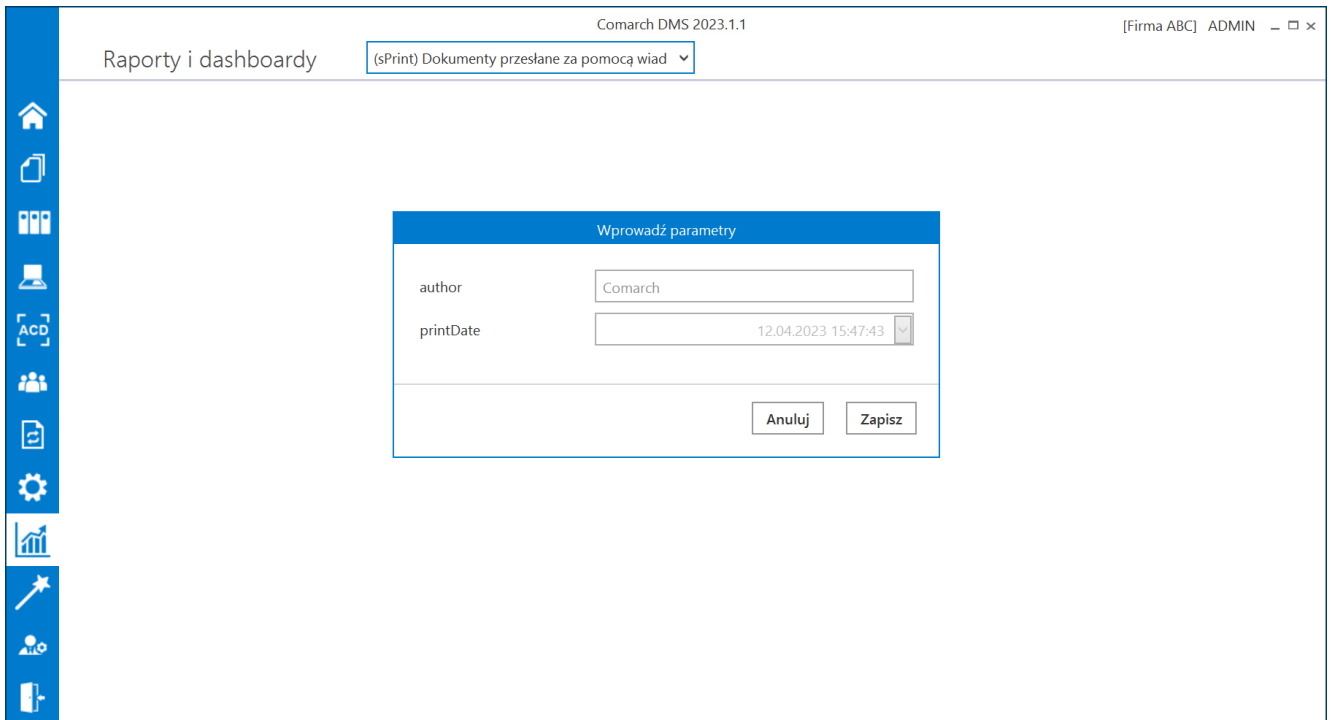 Comarch DMS 2023.1.1
[Firma ABC] ADMIN
Raporty i dashboardy
(sPrint) Dokumenty przesłane za pomocą wiad
ACD
Wprowadź parametry
author
Comarch
printDate
12.04.2023 15:47:43
Anuluj
Zapisz